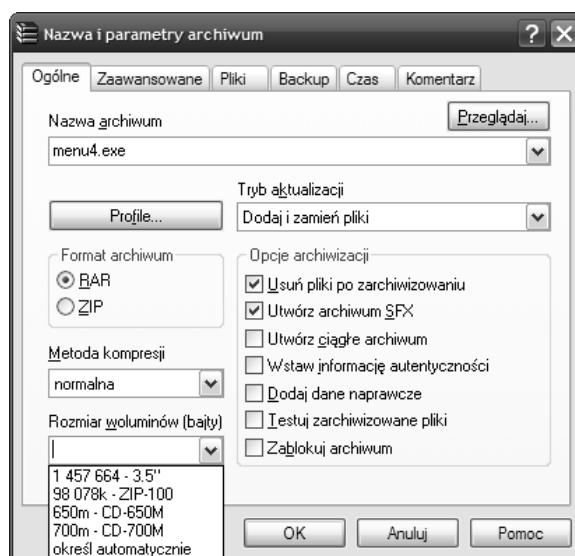 Nazwa i parametry archiwum
Ogólne Zaawansowane Pliki Backup Czas Komentarz
Nazwa archiwum
Przeglądaj...
menu4.exe
Tryb aktualizacji
Profile...
Dodaj i zamień pliki
Format archiwum
RAR
ZIP
Opcje archiwizacji
Usuń pliki po zarchiwizowaniu
Utwórz archiwum SFX
Utwórz ciągłe archiwum
Wstaw informację autentyczności
Dodaj dane naprawcze
Testuj zarchiwizowane pliki
Zablokuj archiwum
Metoda kompresji
normalna
Rozmiar woluminów (bajty)
1 457 664 - 3.5"
98 078k - ZIP-100
650m - CD-650M
700m - CD-700M
określ automatycznie
OK Anuluj Pomoc